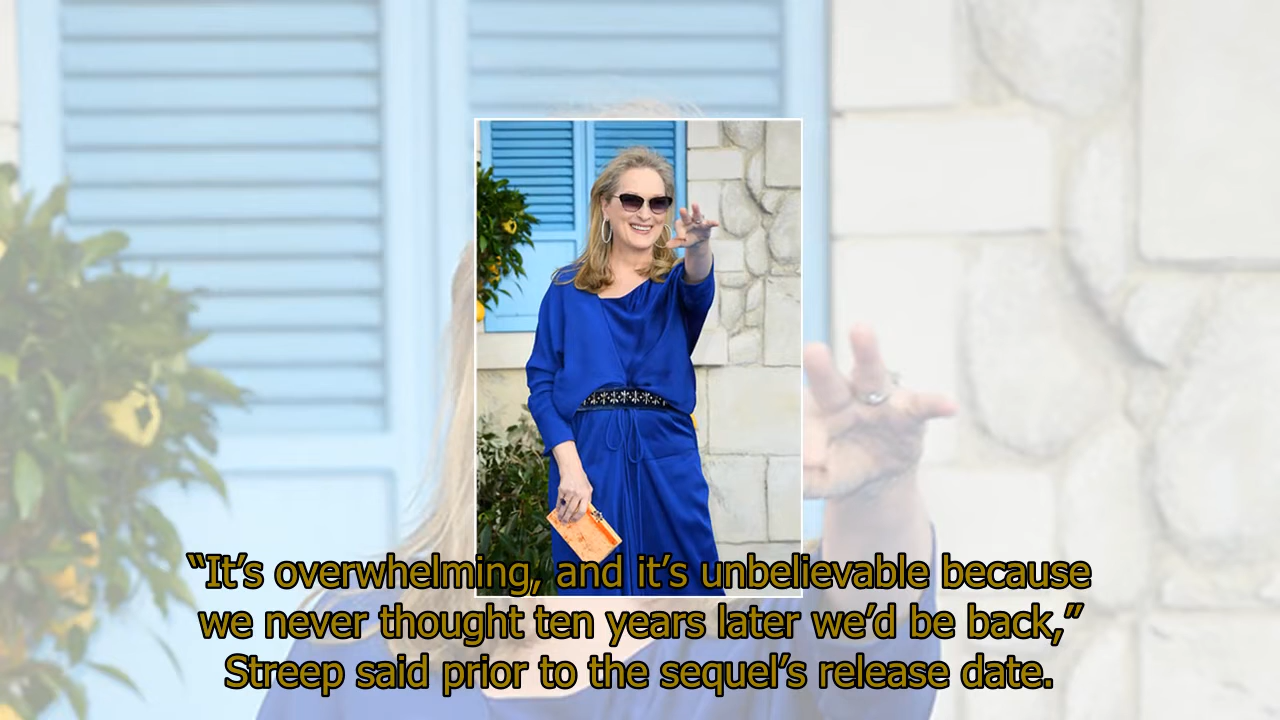 “It’s overwhelming, and it’s unbelievable because
we never thought ten years later we’d be back,”
Streep said prior to the sequel’s release date.